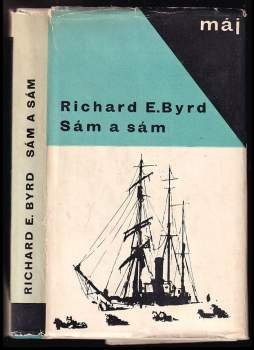 máj
Richard E. Byrd
Sám a sám
RICHARD E. BYRD SÁM A SÁM